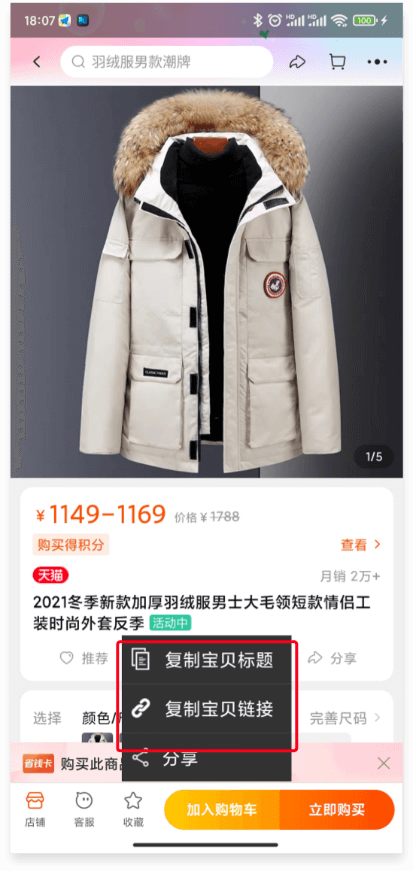 18:07
HD HD 100
羽绒服男款潮牌
1/5
¥1149-1169 价格¥1788
购买得积分 查看
天猫 月销 2万+
2021冬季新款加厚羽绒服男士大毛领短款情侣工
装时尚外套反季 活动中
推荐 分享
复制宝贝标题
选择 颜色 完善尺码
复制宝贝链接
省钱卡 购买此商
分享
店铺 客服 收藏
加入购物车 立即购买